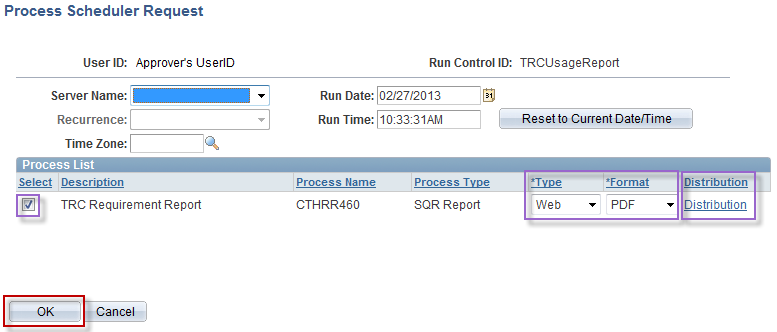 Process Scheduler Request
User ID: Approver's UserID Run Control ID: TRCUsageReport
Server Name: Run Date: 02/27/2013 31
Recurrence: Run Time: 10:33:31AM Reset to Current Date/Time
Time Zone:
Process List
Select Description Process Name Process Type *Type *Format Distribution
TRC Requirement Report CTHRR460 SQR Report Web PDF Distribution
OK Cancel